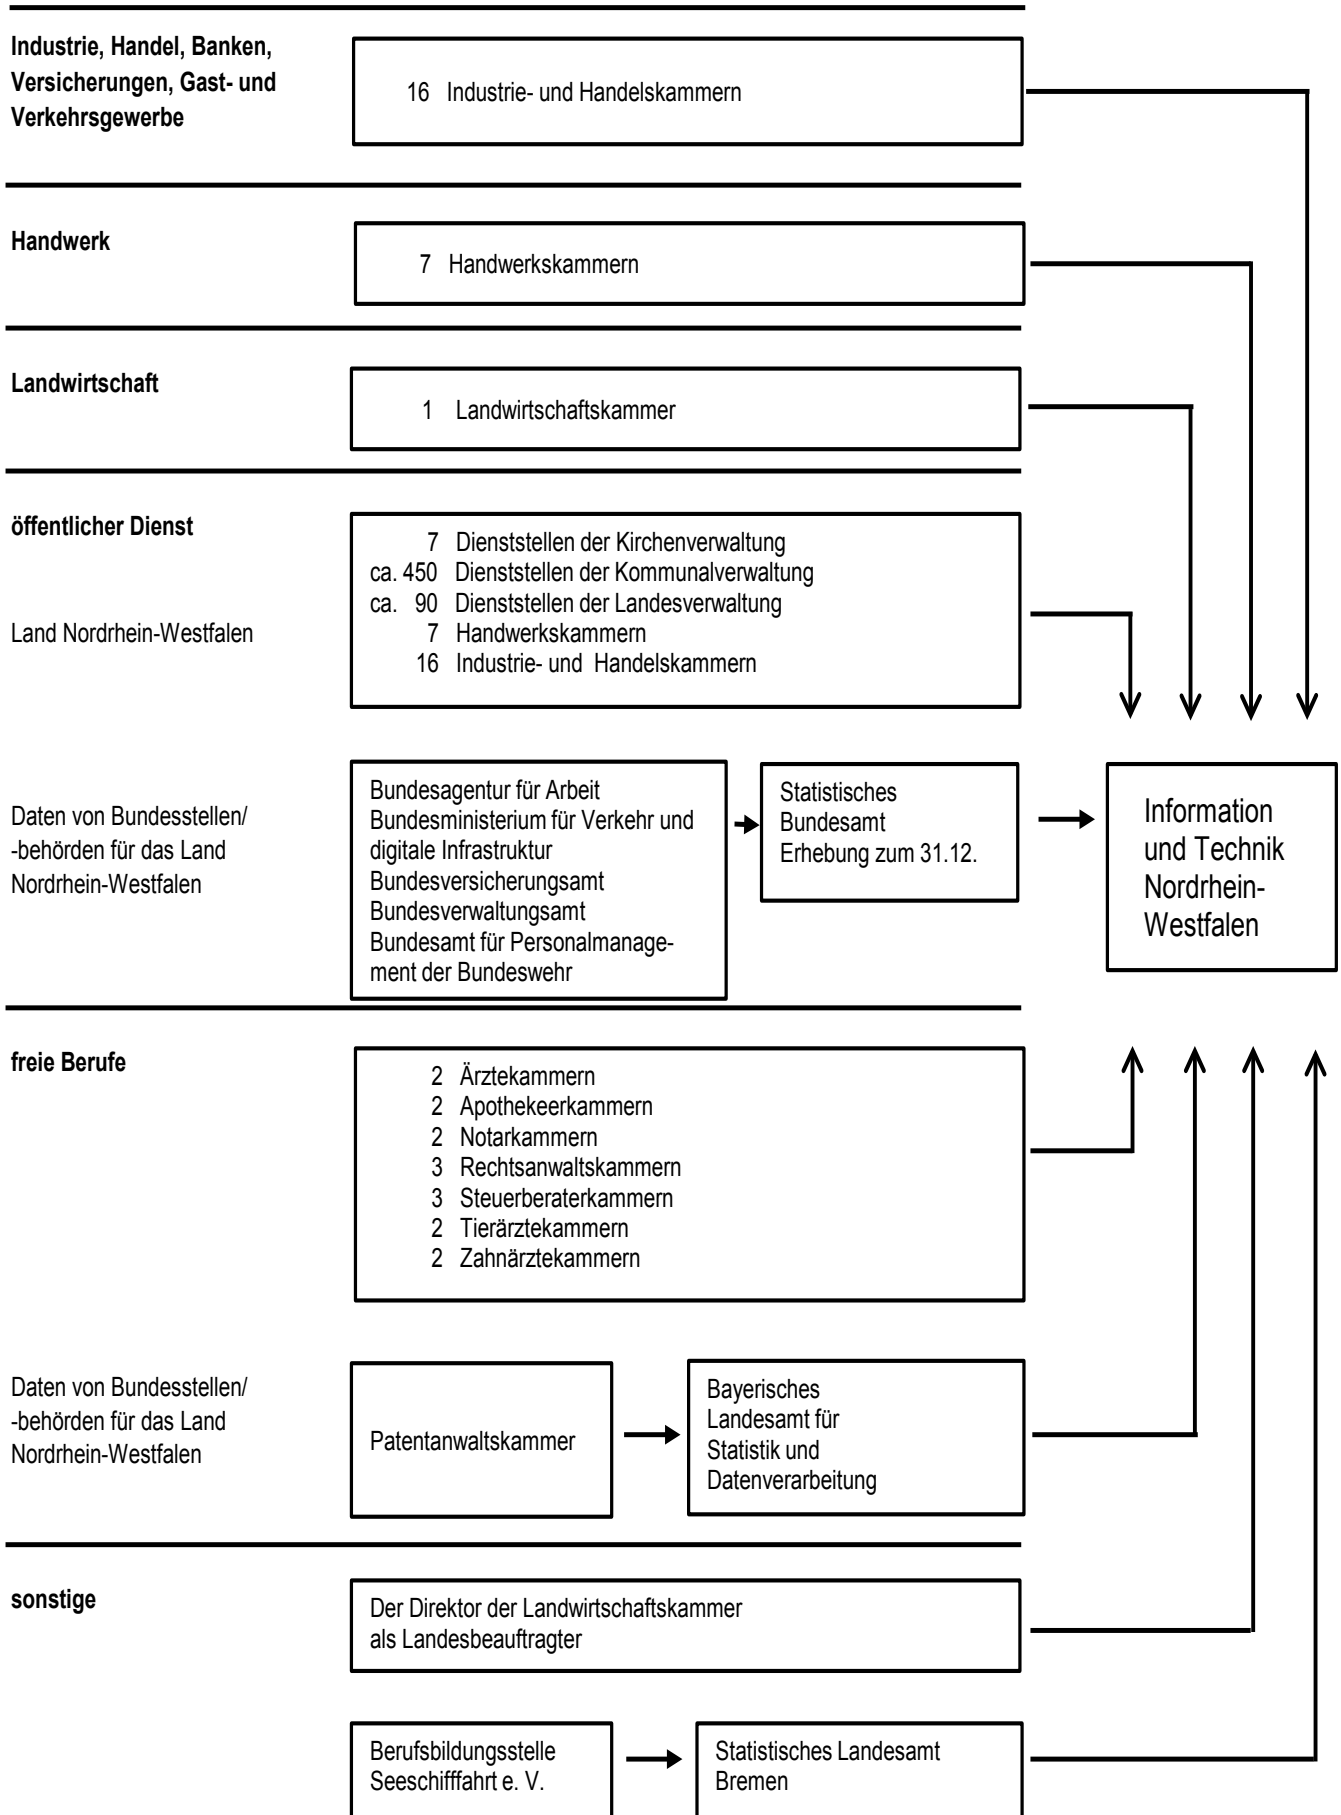 Industrie, Handel, Banken,
Versicherungen, Gast- und
Verkehrsgewerbe
16 Industrie- und Handelskammern
Handwerk
7 Handwerkskammern
Landwirtschaft
1 Landwirtschaftskammer
öffentlicher Dienst
Land Nordrhein-Westfalen
7 Dienststellen der Kirchenverwaltung
ca. 450 Dienststellen der Kommunalverwaltung
ca. 90 Dienststellen der Landesverwaltung
7 Handwerkskammern
16 Industrie- und Handelskammern
Daten von Bundesstellen/
-behörden für das Land
Nordrhein-Westfalen
Bundesagentur für Arbeit
Bundesministerium für Verkehr und
digitale Infrastruktur
Bundesversicherungsamt
Bundesverwaltungsamt
Bundesamt für Personalmanage-
ment der Bundeswehr
Statistisches
Bundesamt
Erhebung zum 31.12.
Information
und Technik
Nordrhein-
Westfalen
freie Berufe
2 Ärztekammern
2 Apothekeerkammern
2 Notarkammern
3 Rechtsanwaltskammern
3 Steuerberaterkammern
2 Tierärztekammern
2 Zahnärztekammern
Daten von Bundesstellen/
-behörden für das Land
Nordrhein-Westfalen
Patentanwaltskammer
Bayerisches
Landesamt für
Statistik und
Datenverarbeitung
sonstige
Der Direktor der Landwirtschaftskammer
als Landesbeauftragter
Berufsbildungsstelle
Seeschifffahrt e. V.
Statistisches Landesamt
Bremen